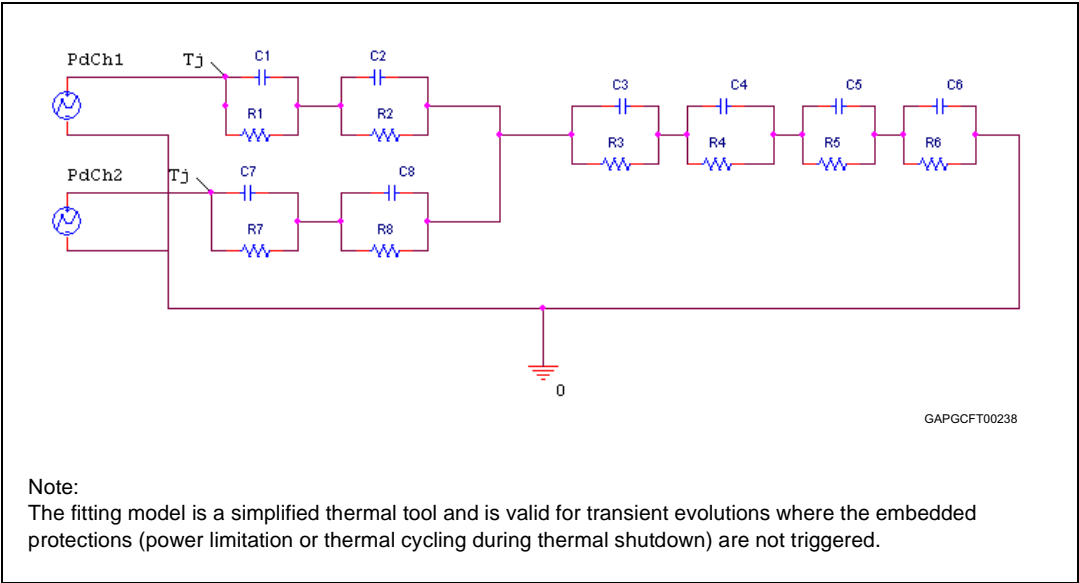 PdCh1
Tj
C1
C2
R1
R2
C3
C4
C5
C6
R3
R4
R5
R6
PdCh2
Tj
C7
C8
R7
R8
0
GAPGCFT00238
Note:
The fitting model is a simplified thermal tool and is valid for transient evolutions where the embedded
protections (power limitation or thermal cycling during thermal shutdown) are not triggered.